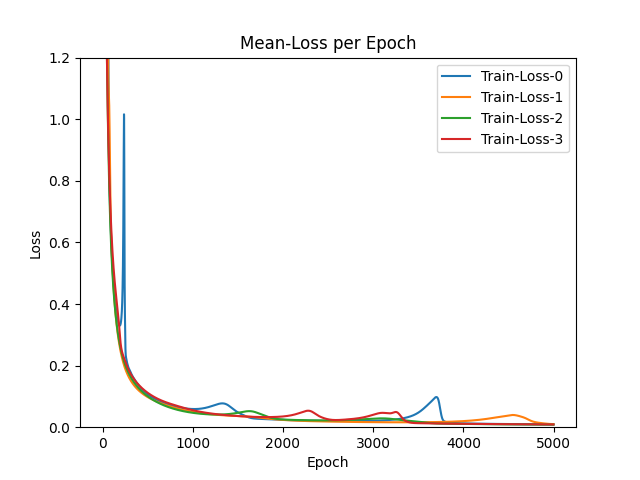 Mean-Loss per Epoch
1.2
1.0
0.8
0.6
0.4
0.2
0.0
Loss
Train-Loss-0
Train-Loss-1
Train-Loss-2
Train-Loss-3
0 1000 2000 3000 4000 5000
Epoch